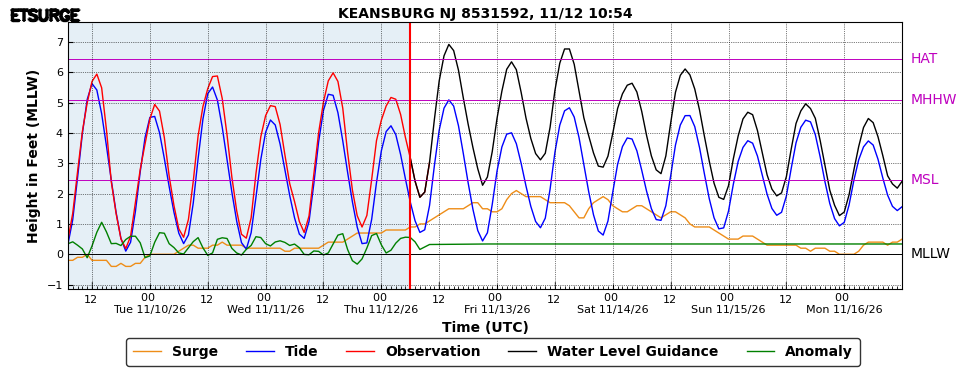 ETSURGE
KEANSBURG NJ 8531592, 11/12 10:54
Height in Feet (MLLW)
7
6
5
4
3
2
1
0
−1
HAT
MHHW
MSL
MLLW
12 00 12 00 12 00 12 00 12 00 12 00 12 00
Tue 11/10/26 Wed 11/11/26 Thu 11/12/26 Fri 11/13/26 Sat 11/14/26 Sun 11/15/26 Mon 11/16/26
Time (UTC)
Surge Tide Observation Water Level Guidance Anomaly